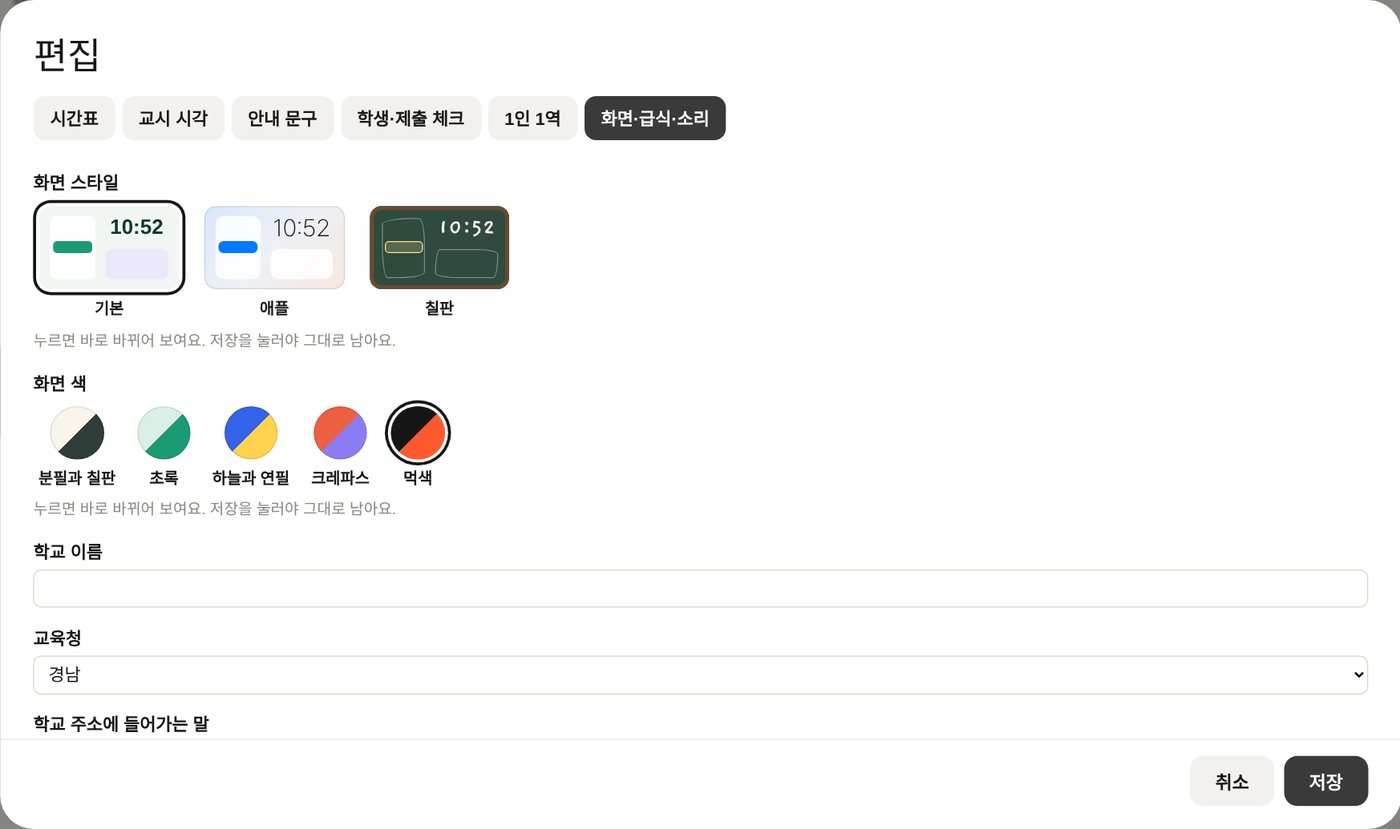 편집
시간표 교시 시각 안내 문구 학생·제출 체크 1인 1역 화면·급식·소리
화면 스타일
10:52 10:52 10:52
기본 애플 칠판
누르면 바로 바뀌어 보여요. 저장을 눌러야 그대로 남아요.
화면 색
분필과 칠판 초록 하늘과 연필 크레파스 먹색
누르면 바로 바뀌어 보여요. 저장을 눌러야 그대로 남아요.
학교 이름
교육청
경남
학교 주소에 들어가는 말
취소 저장